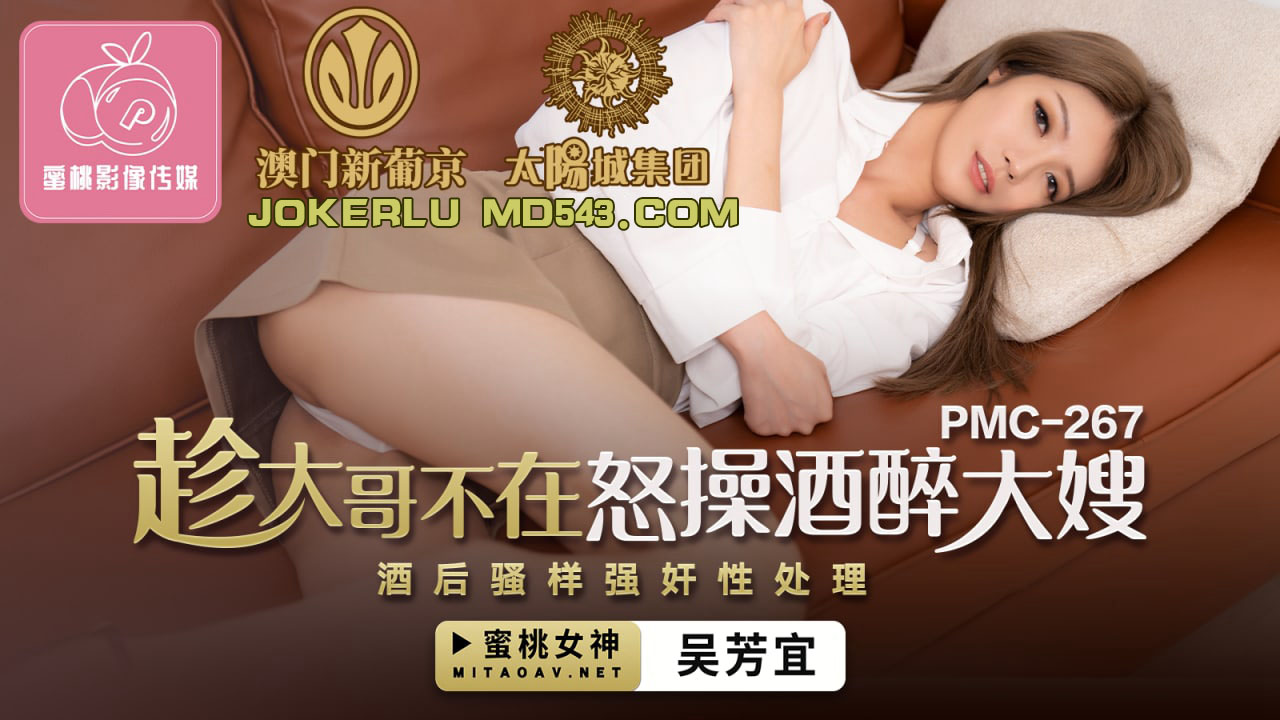 P
蜜桃影像传媒
澳门新葡京 太陽城集团
JOKERLU MD543.COM
PMC-267
趁大哥不在怒操酒醉大嫂
酒后骚样强奸性处理
蜜桃女神
MITAOAV.NET
吴芳宜